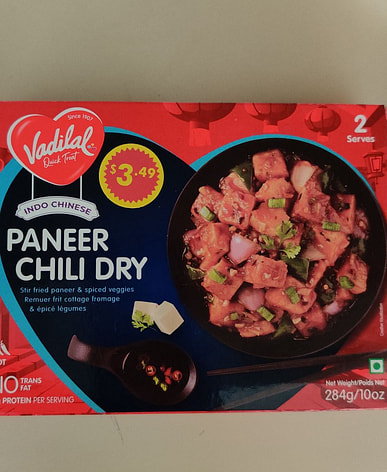 Since 1907
Vadilal
Quick Treat
$3.49
2
Serves
INDO CHINESE
PANEER
CHILI DRY
Stir fried paneer & spiced veggies
Remuer frit cottage fromage
& épicé légumes
OT
TRANS
FAT
PROTEIN PER SERVING
Net Weight/Poids Net
284g/10oz